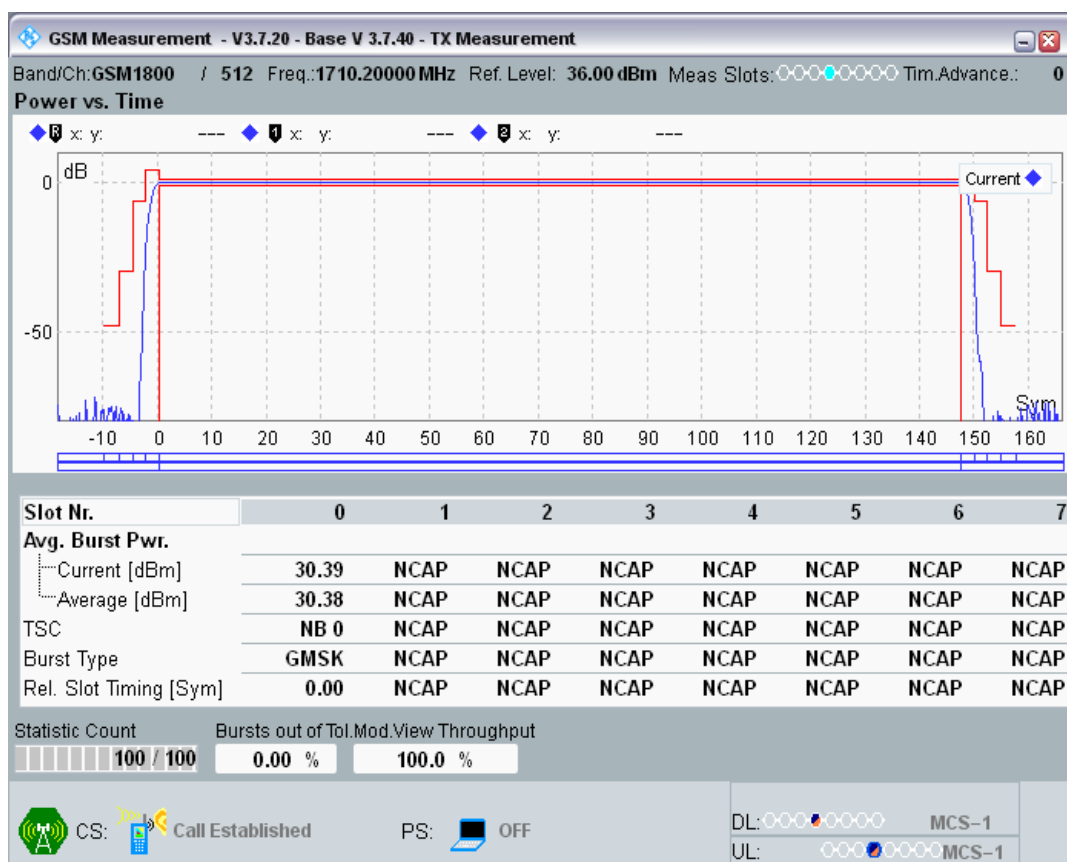 GSM Measurement - V3.7.20 - Base V 3.7.40 - TX Measurement
Band/Ch:GSM1800 / 512 Freq.:1710.20000 MHz Ref. Level: 36.00 dBm Meas Slots: Tim.Advance.: 0
Power vs. Time
R x: y: --- 1 x: y: --- 2 x: y: ---
dB
Current
0
-50
Sym
-10 0 10 20 30 40 50 60 70 80 90 100 110 120 130 140 150 160
Slot Nr. 0 1 2 3 4 5 6 7
Avg. Burst Pwr.
Current [dBm] 30.39 NCAP NCAP NCAP NCAP NCAP NCAP NCAP
Average [dBm] 30.38 NCAP NCAP NCAP NCAP NCAP NCAP NCAP
TSC NB 0 NCAP NCAP NCAP NCAP NCAP NCAP NCAP
Burst Type GMSK NCAP NCAP NCAP NCAP NCAP NCAP NCAP
Rel. Slot Timing [Sym] 0.00 NCAP NCAP NCAP NCAP NCAP NCAP NCAP
Statistic Count Bursts out of Tol. Mod.View Throughput
100 / 100 0.00 % 100.0 %
CS: Call Established PS: OFF
DL: MCS-1
UL: MCS-1